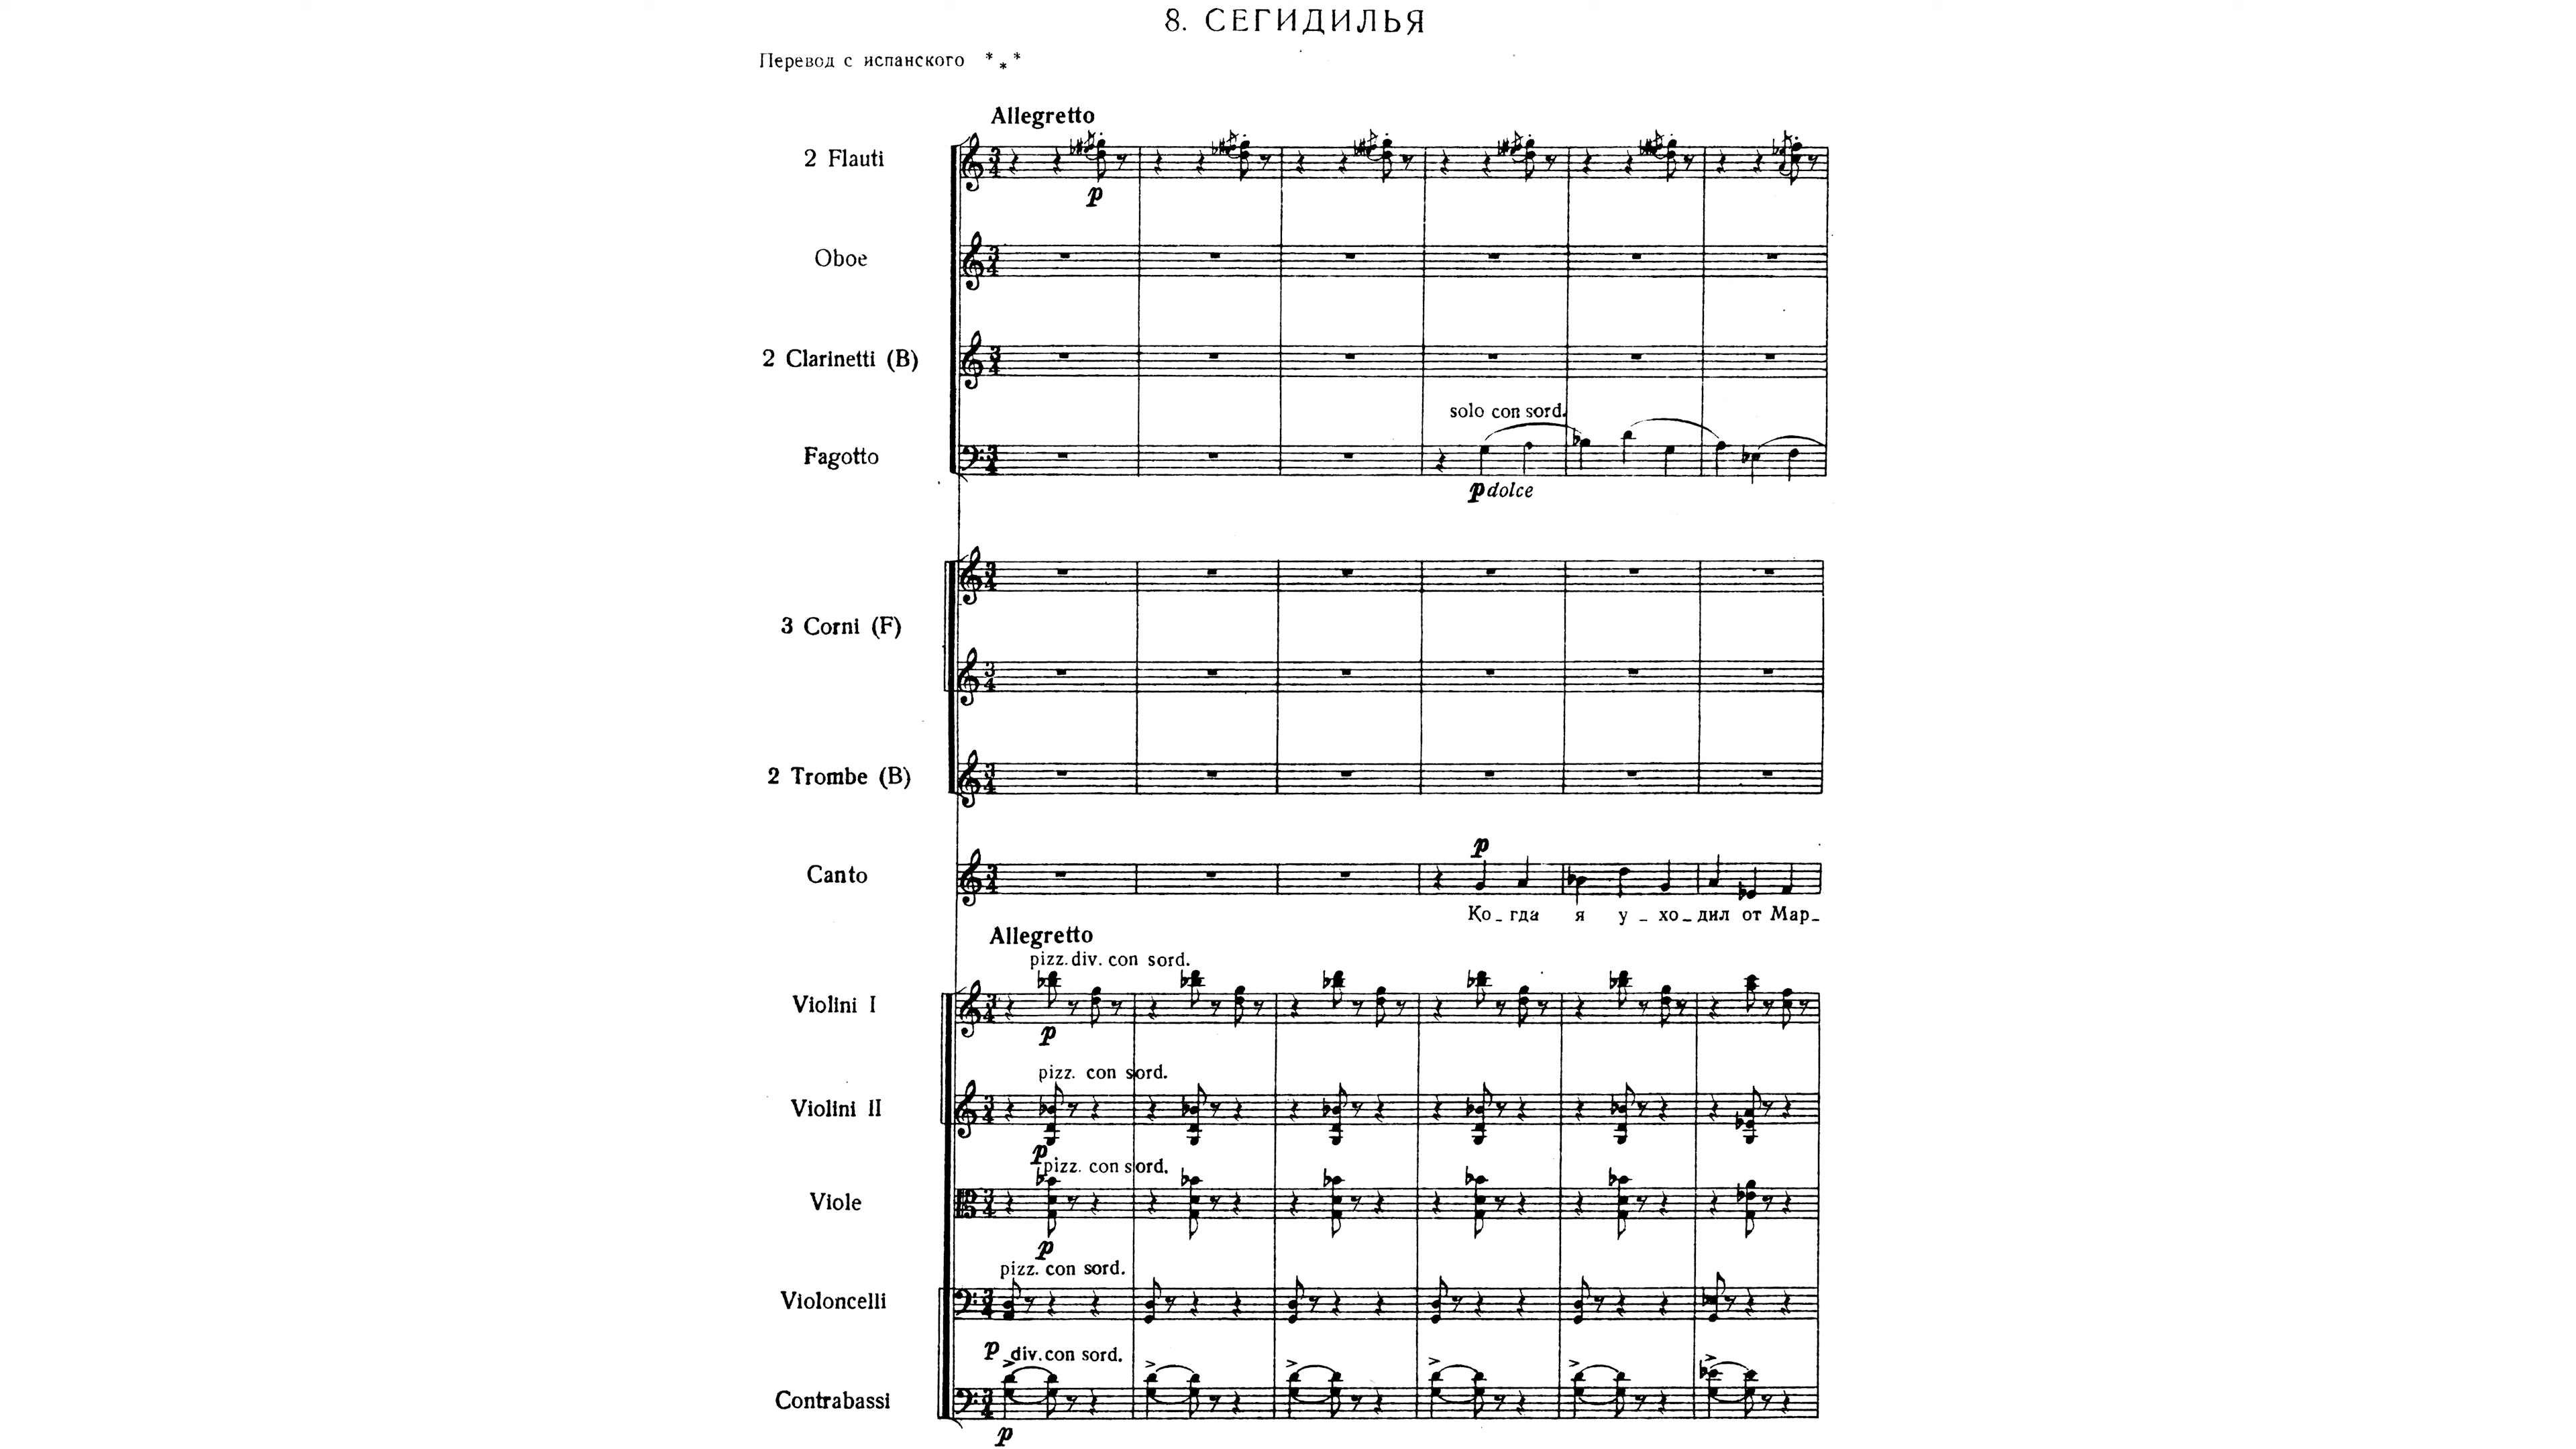 8. СЕГИДИЛЬЯ
Перевод с испанского ***
Allegretto
2 Flauti
p
Oboe
2 Clarinetti (B)
solo con sord.
Fagotto
p dolce
3 Corni (F)
2 Trombe (B)
p
Canto
Ко_гда я у_хо_дил от Мар_
Allegretto
pizz. div. con sord.
Violini I
p
pizz. con sord.
Violini II
p
pizz. con sord.
Viole
p
pizz. con sord.
Violoncelli
p div. con sord.
Contrabassi
p